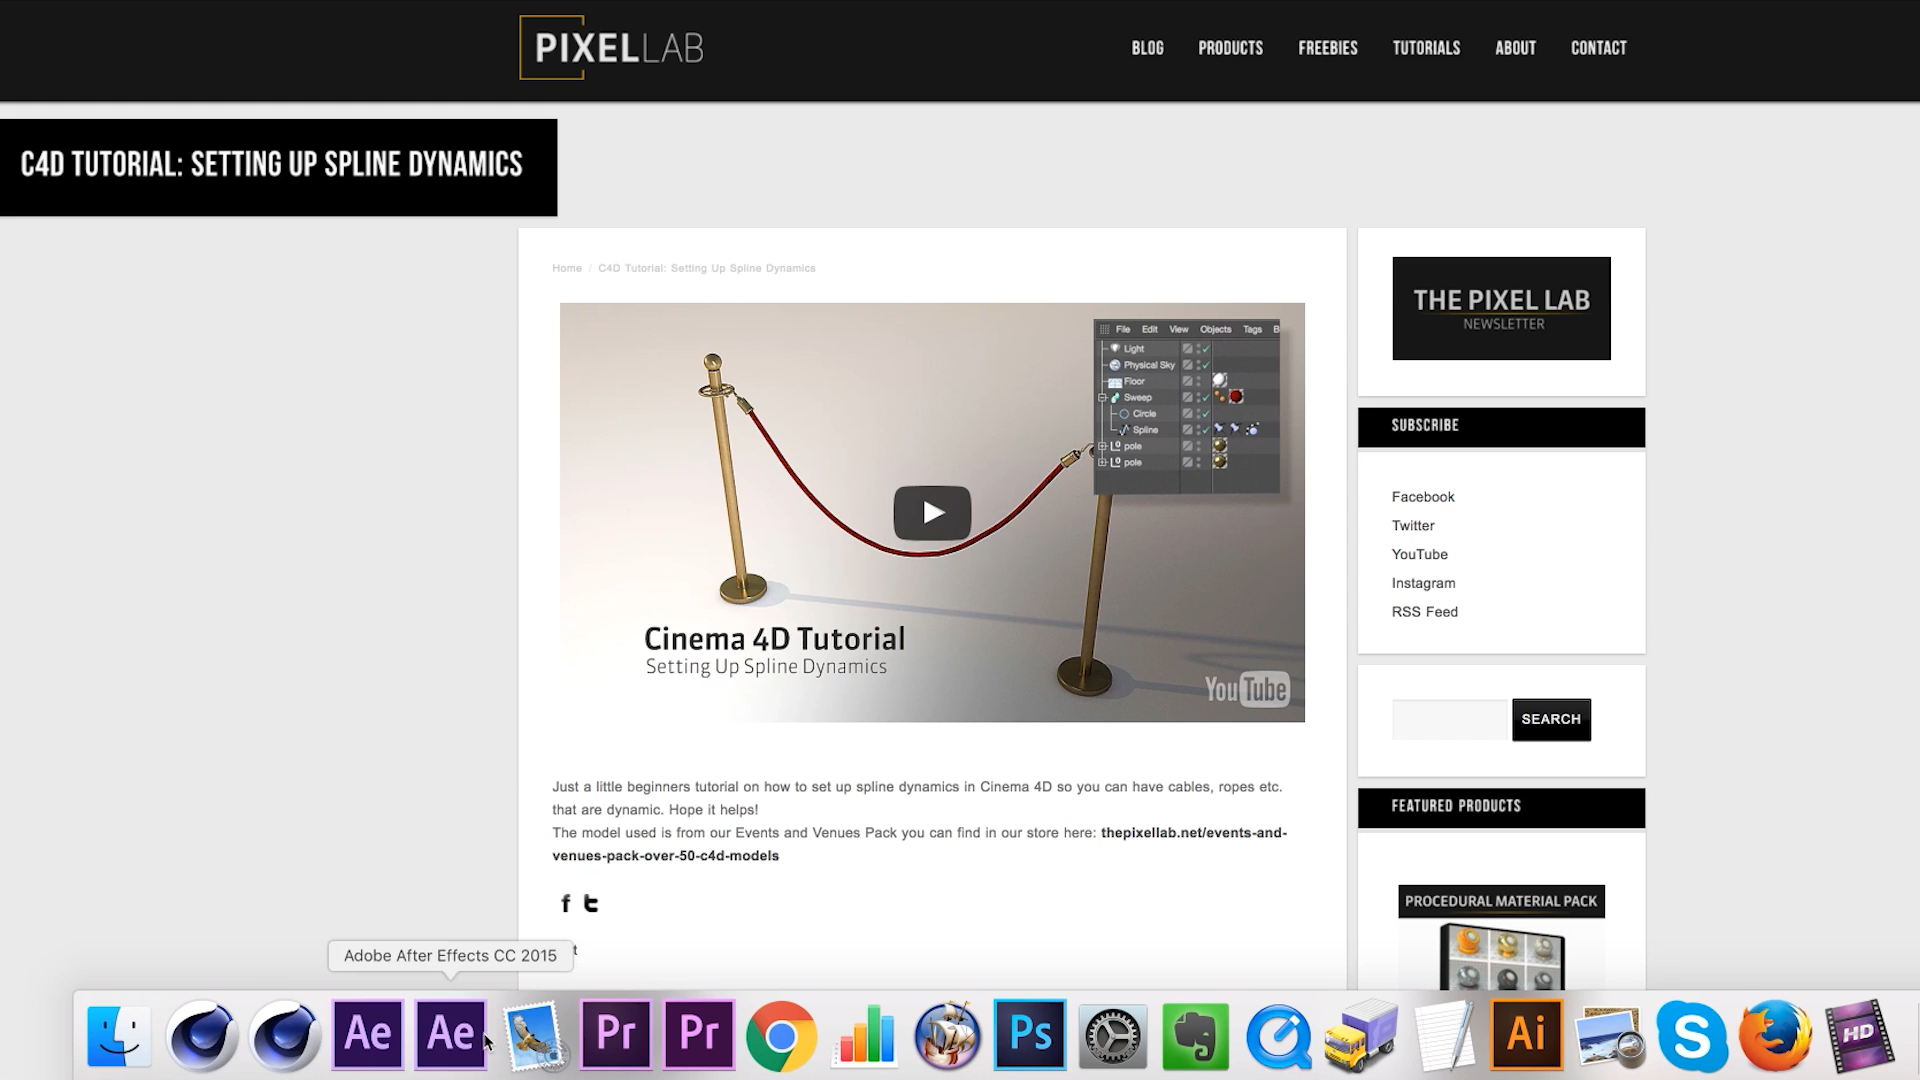 PIXELLAB
BLOG PRODUCTS FREEBIES TUTORIALS ABOUT CONTACT
C4D TUTORIAL: SETTING UP SPLINE DYNAMICS
Home / C4D Tutorial: Setting Up Spline Dynamics
File Edit View Objects Tags B
Light
Physical Sky
Floor
Sweep
Circle
Spline
pole
pole
Cinema 4D Tutorial
Setting Up Spline Dynamics
YouTube
Just a little beginners tutorial on how to set up spline dynamics in Cinema 4D so you can have cables, ropes etc.
that are dynamic. Hope it helps!
The model used is from our Events and Venues Pack you can find in our store here: thepixellab.net/events-and-
venues-pack-over-50-c4d-models
f t
THE PIXEL LAB
NEWSLETTER
SUBSCRIBE
Facebook
Twitter
YouTube
Instagram
RSS Feed
SEARCH
FEATURED PRODUCTS
PROCEDURAL MATERIAL PACK
Adobe After Effects CC 2015
Ae Ae Pr Pr Ps Ai S HD